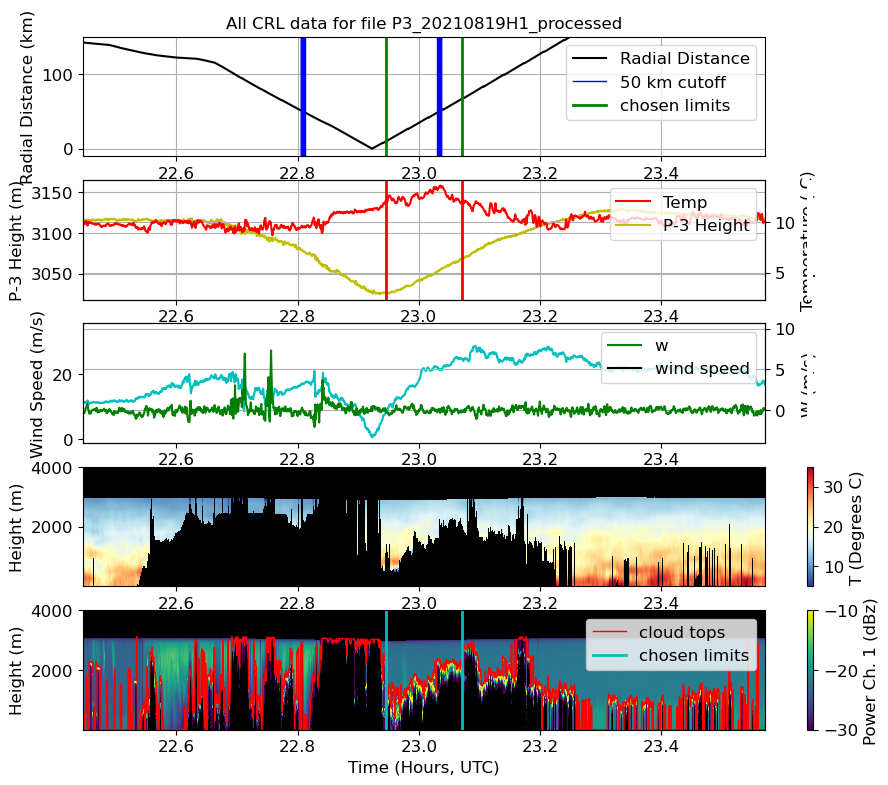 All CRL data for file P3_20210819H1_processed
Radial Distance (km)
100
0
Radial Distance
50 km cutoff
chosen limits
22.6 22.8 23.0 23.2 23.4
P-3 Height (m)
3150
3100
3050
Temp
P-3 Height
10
5
22.6 22.8 23.0 23.2 23.4
Wind Speed (m/s)
20
0
w
wind speed
10
5
0
22.6 22.8 23.0 23.2 23.4
Height (m)
4000
2000
30
20
10
T (Degrees C)
22.6 22.8 23.0 23.2 23.4
Height (m)
4000
2000
cloud tops
chosen limits
−10
−20
−30
Power Ch. 1 (dBz)
22.6 22.8 23.0 23.2 23.4
Time (Hours, UTC)